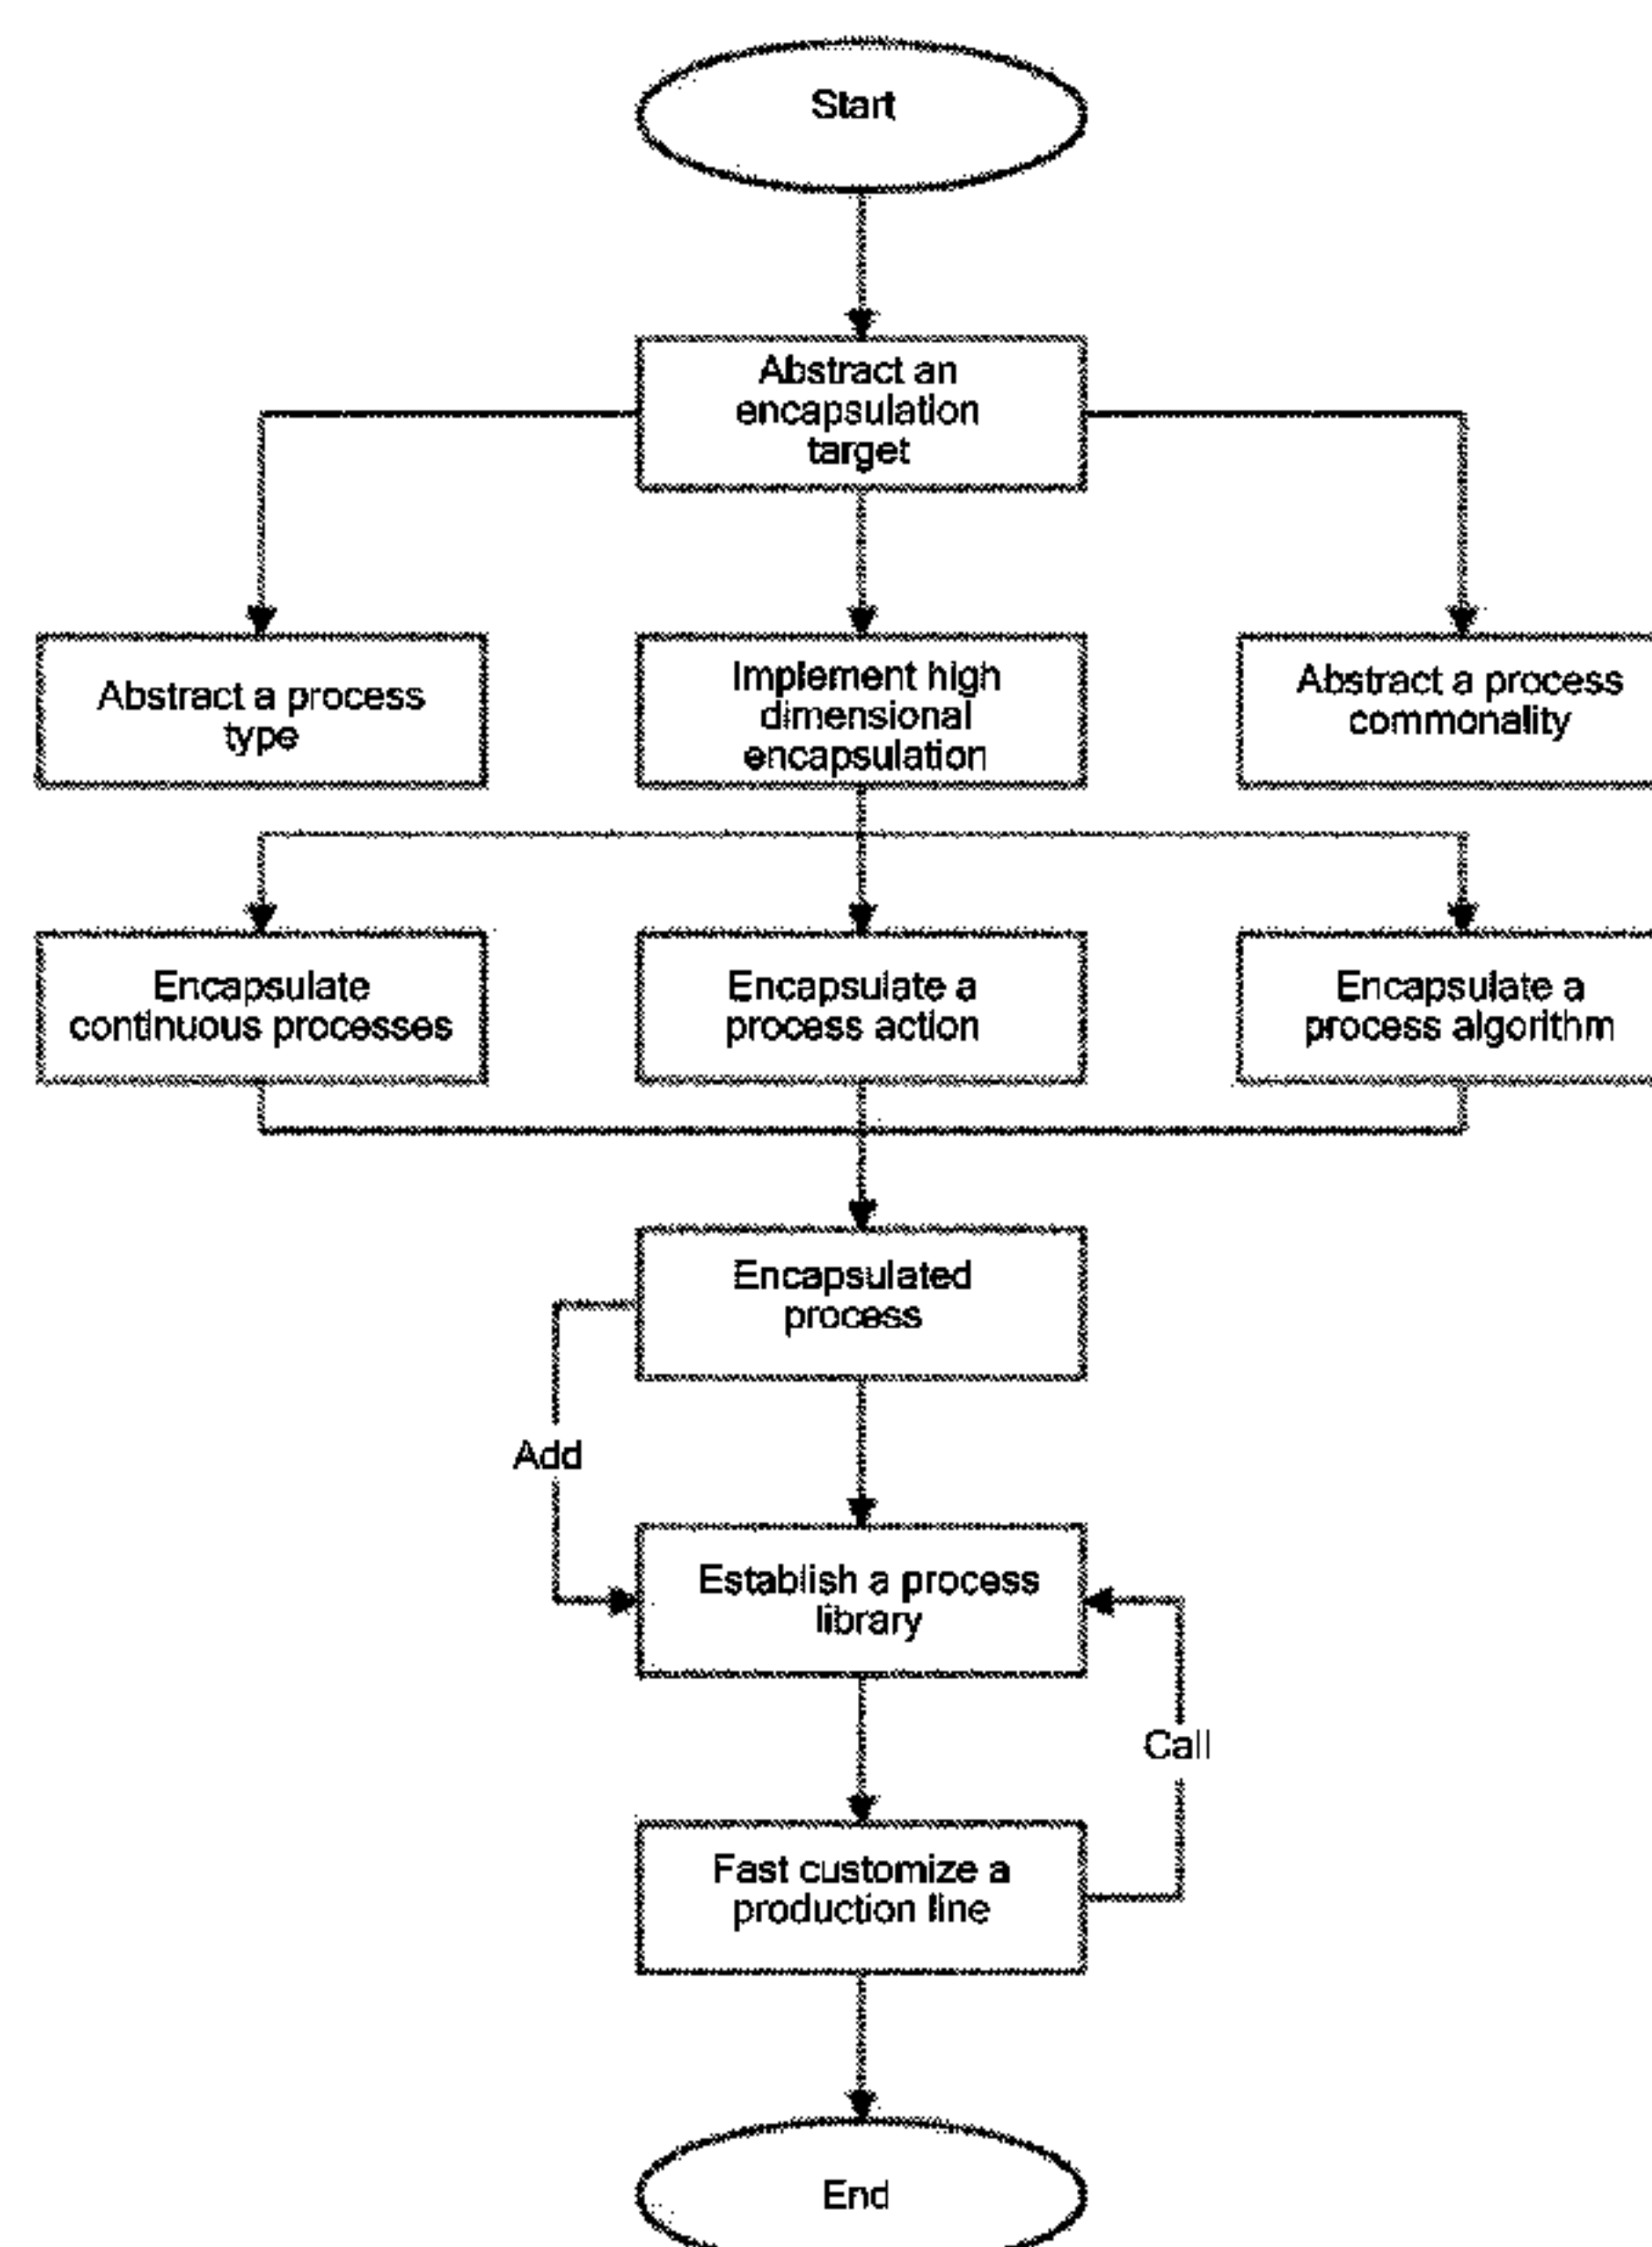 Start
Abstract an
encapsulation
target
Abstract a process
type
Implement high
dimensional
encapsulation
Abstract a process
commonality
Encapsulate
continuous processes
Encapsulate a
process action
Encapsulate a
process algorithm
Encapsulated
process
Add
Establish a process
library
Call
Fast customize a
production line
End